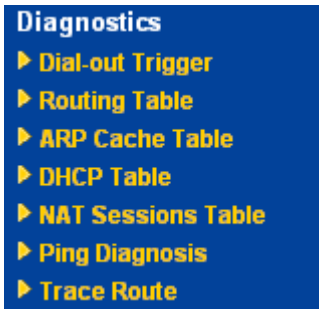 Diagnostics
Dial-out Trigger
Routing Table
ARP Cache Table
DHCP Table
NAT Sessions Table
Ping Diagnosis
Trace Route